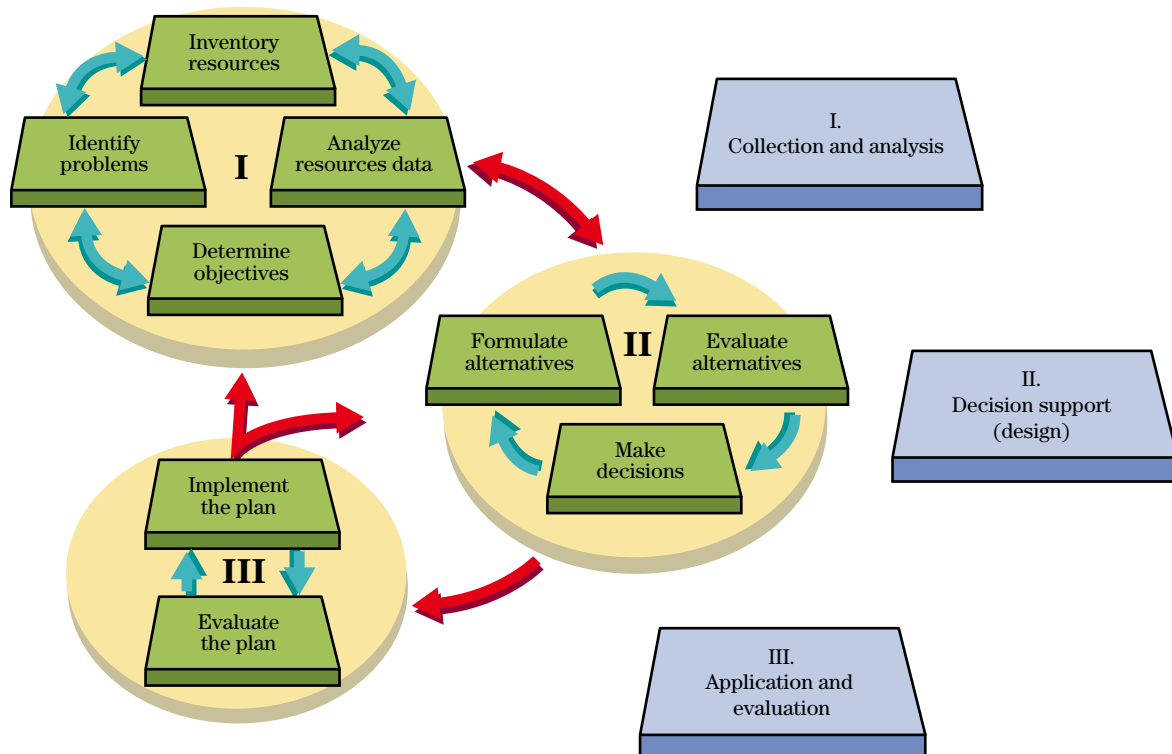 Inventory
resources
Identify
problems
I
Analyze
resources data
Determine
objectives
I.
Collection and analysis
Formulate
alternatives
II
Evaluate
alternatives
Make
decisions
II.
Decision support
(design)
Implement
the plan
III
Evaluate
the plan
III.
Application and
evaluation